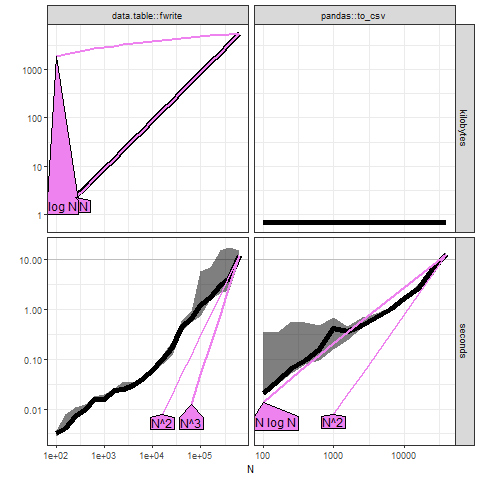 data.table::fwrite
pandas::to_csv
1000
100
10
1
log N
N
kilobytes
10.00
1.00
0.10
0.01
N^2
N^3
N log N
N^2
seconds
1e+02
1e+03
1e+04
1e+05
100
1000
10000
N